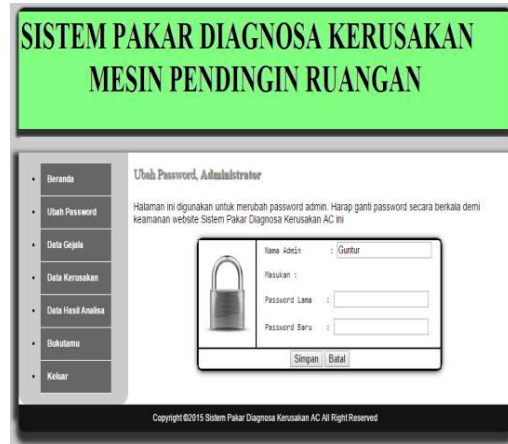 SISTEM PAKAR DIAGNOSA KERUSAKAN
MESIN PENDINGIN RUANGAN
Beranda
Ubah Password
Data Gejala
Data Kerusakan
Data Hasil Analisa
Bukutamu
Keluar
Ubah Password, Administrator
Halaman ini digunakan untuk merubah password admin. Harap ganti password secara berkala demi
keamanan website Sistem Pakar Diagnosa Kerusakan AC ini
Nama Admin : Guntur
Masukan :
Password Lama :
Password Baru :
Simpan Batal
Copyright ©2015 Sistem Pakar Diagnosa Kerusakan AC All Right Reserved